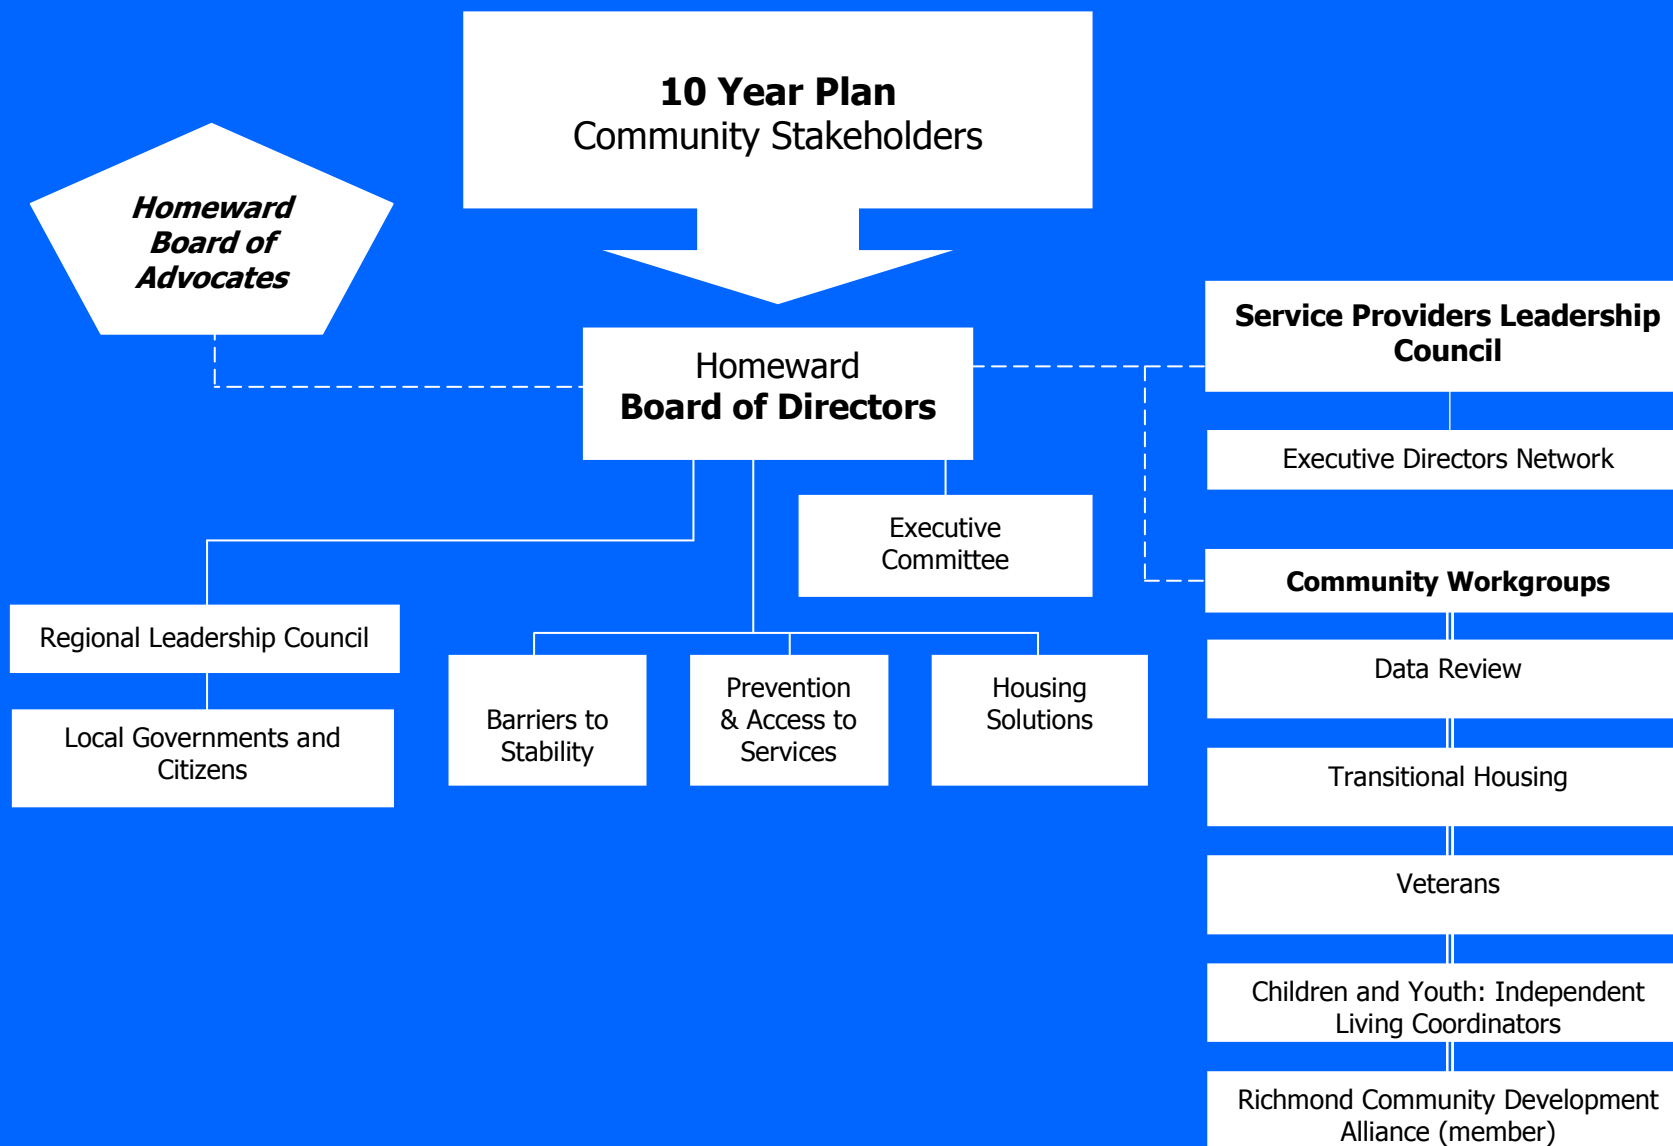 10 Year Plan
Community Stakeholders
Homeward
Board of
Advocates
Homeward
Board of Directors
Executive
Committee
Regional Leadership Council
Local Governments and
Citizens
Barriers to
Stability
Prevention
& Access to
Services
Housing
Solutions
Service Providers Leadership
Council
Executive Directors Network
Community Workgroups
Data Review
Transitional Housing
Veterans
Children and Youth: Independent
Living Coordinators
Richmond Community Development
Alliance (member)